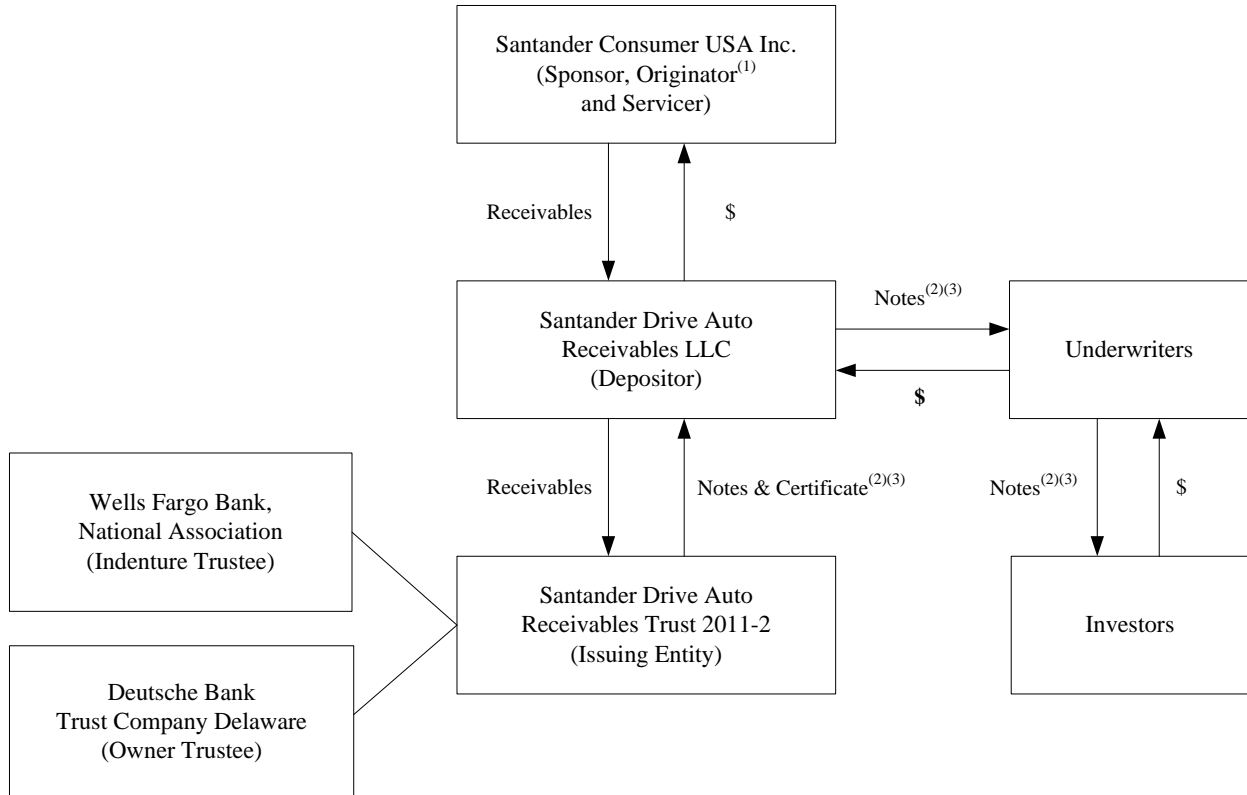 Santander Consumer USA Inc.
(Sponsor, Originator(1)
and Servicer)
Receivables
$
Santander Drive Auto
Receivables LLC
(Depositor)
Notes(2)(3)
$
Underwriters
Receivables
Notes & Certificate(2)(3)
Notes(2)(3)
$
Wells Fargo Bank,
National Association
(Indenture Trustee)
Santander Drive Auto
Receivables Trust 2011-2
(Issuing Entity)
Investors
Deutsche Bank
Trust Company Delaware
(Owner Trustee)